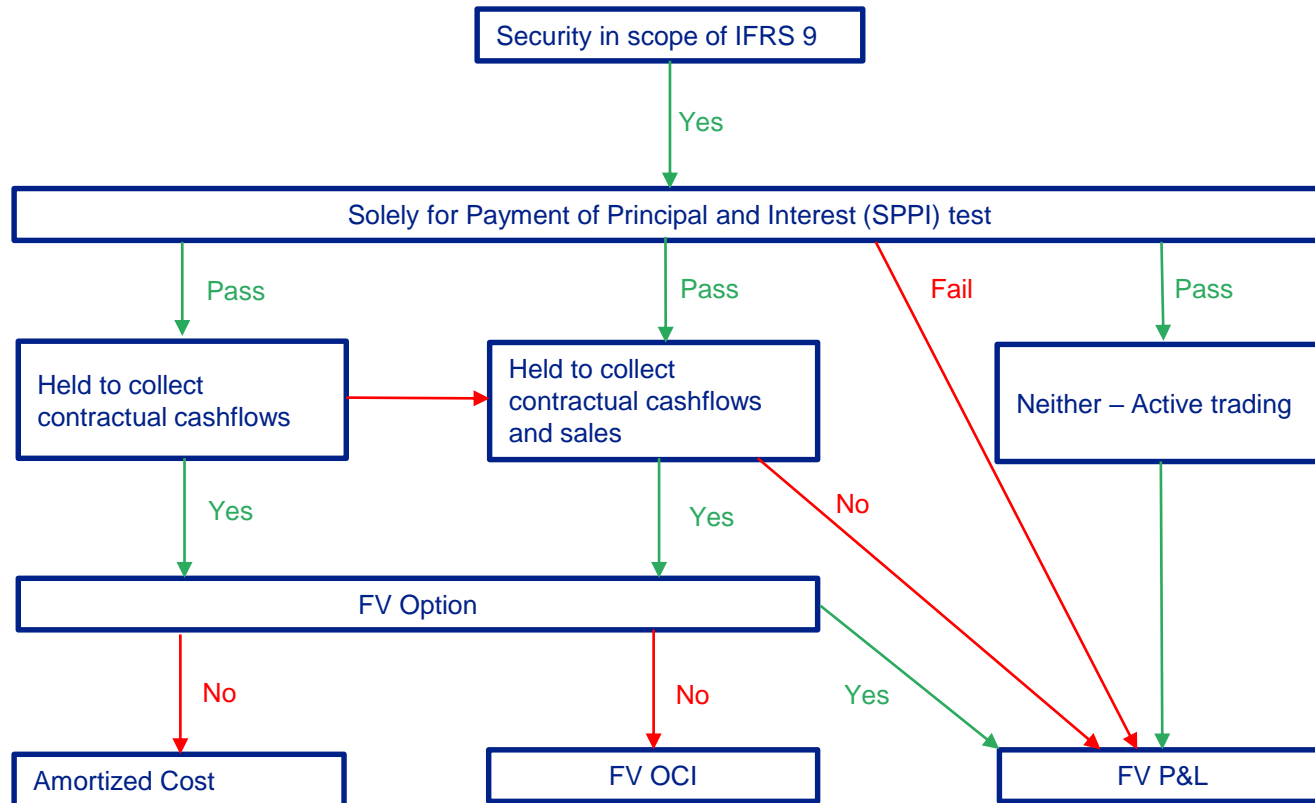 Security in scope of IFRS 9
Yes
Solely for Payment of Principal and Interest (SPPI) test
Pass
Pass
Fail
Pass
Held to collect
contractual cashflows
Held to collect
contractual cashflows
and sales
Neither – Active trading
Yes
Yes
No
FV Option
No
No
Yes
Amortized Cost
FV OCI
FV P&L